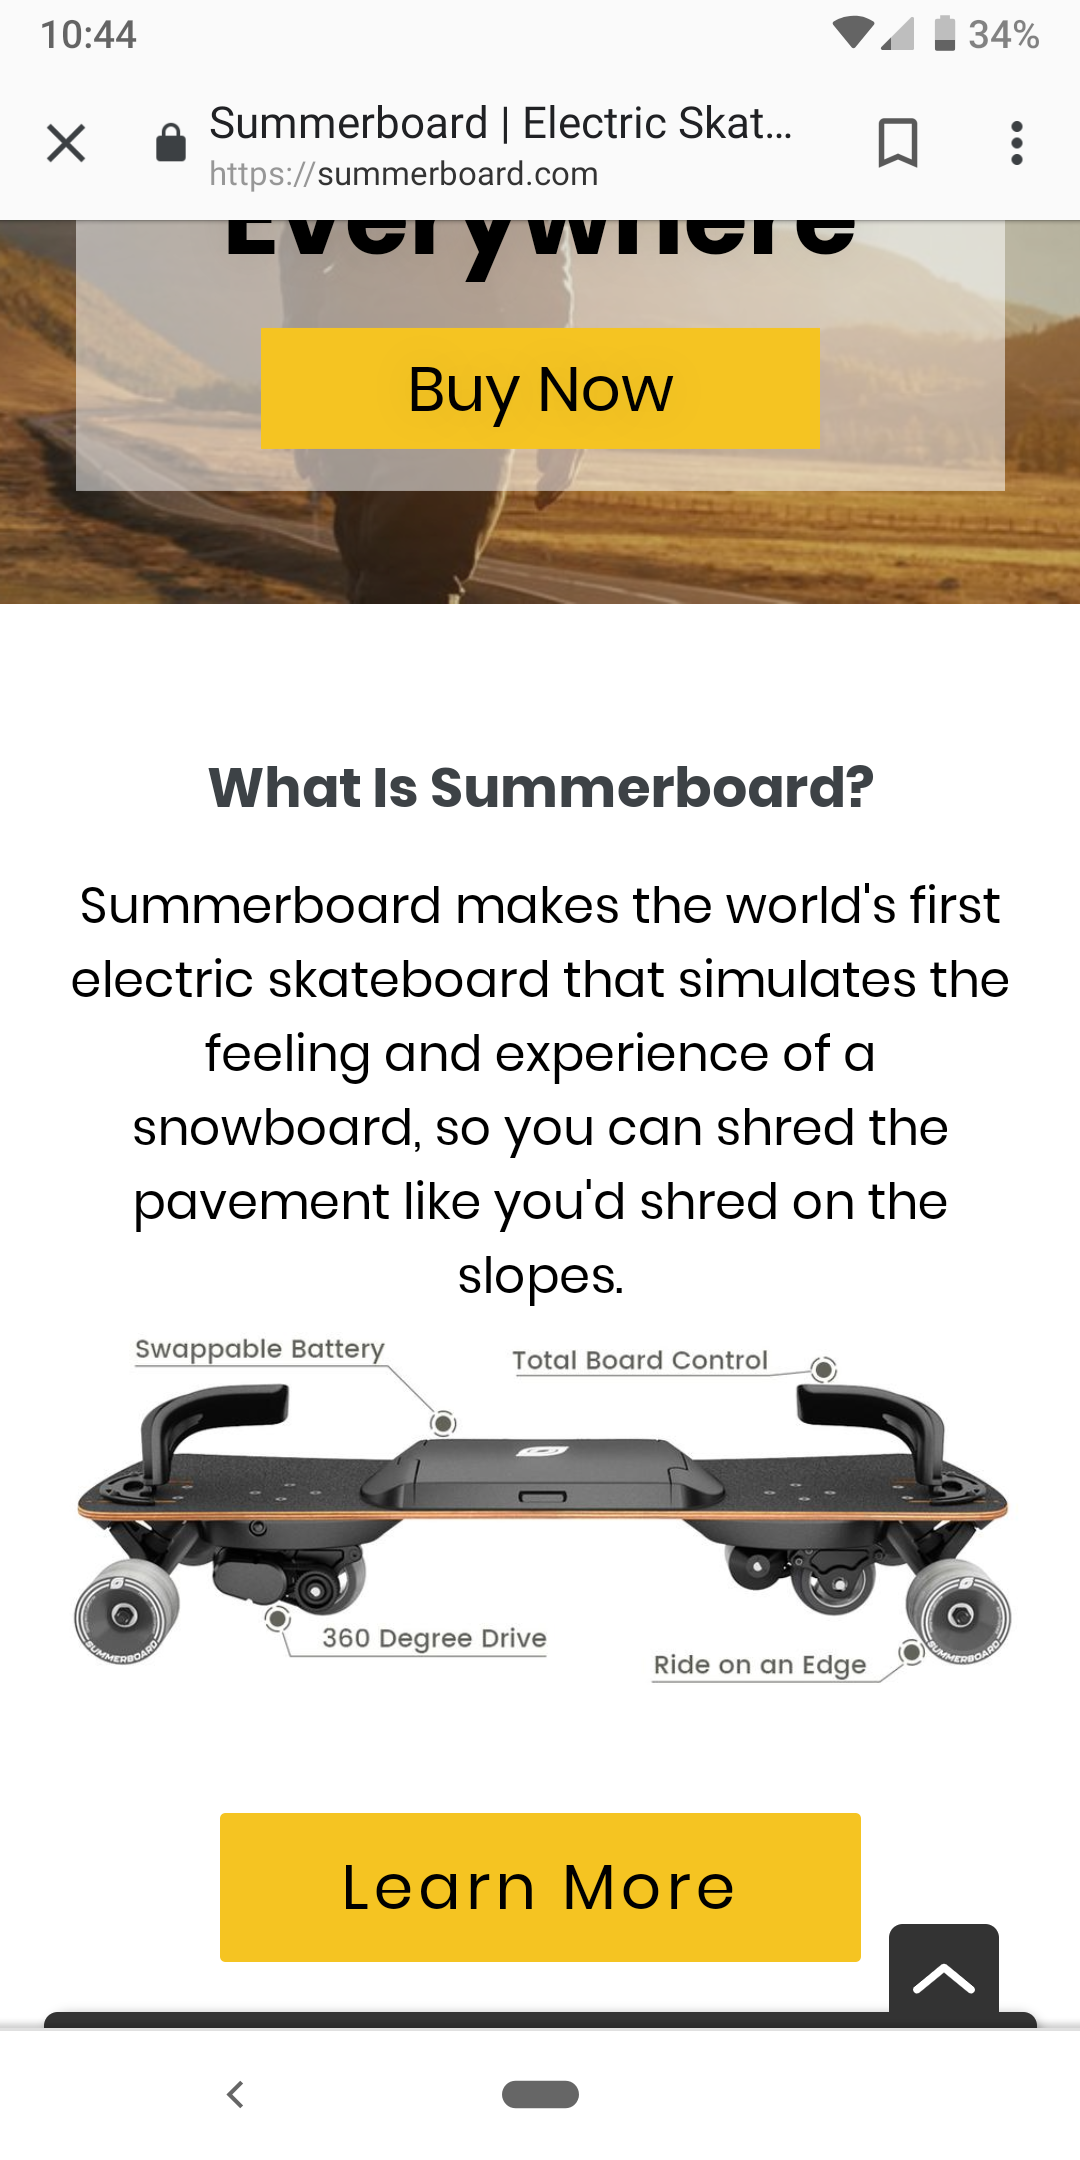 10:44
34%
Summerboard | Electric Skat...
https://summerboard.com
Everywhere
Buy Now
What Is Summerboard?
Summerboard makes the world's first
electric skateboard that simulates the
feeling and experience of a
snowboard, so you can shred the
pavement like you'd shred on the
slopes.
Swappable Battery
Total Board Control
360 Degree Drive
Ride on an Edge
SUMMERBOARD
SUMMERBOARD
Learn More